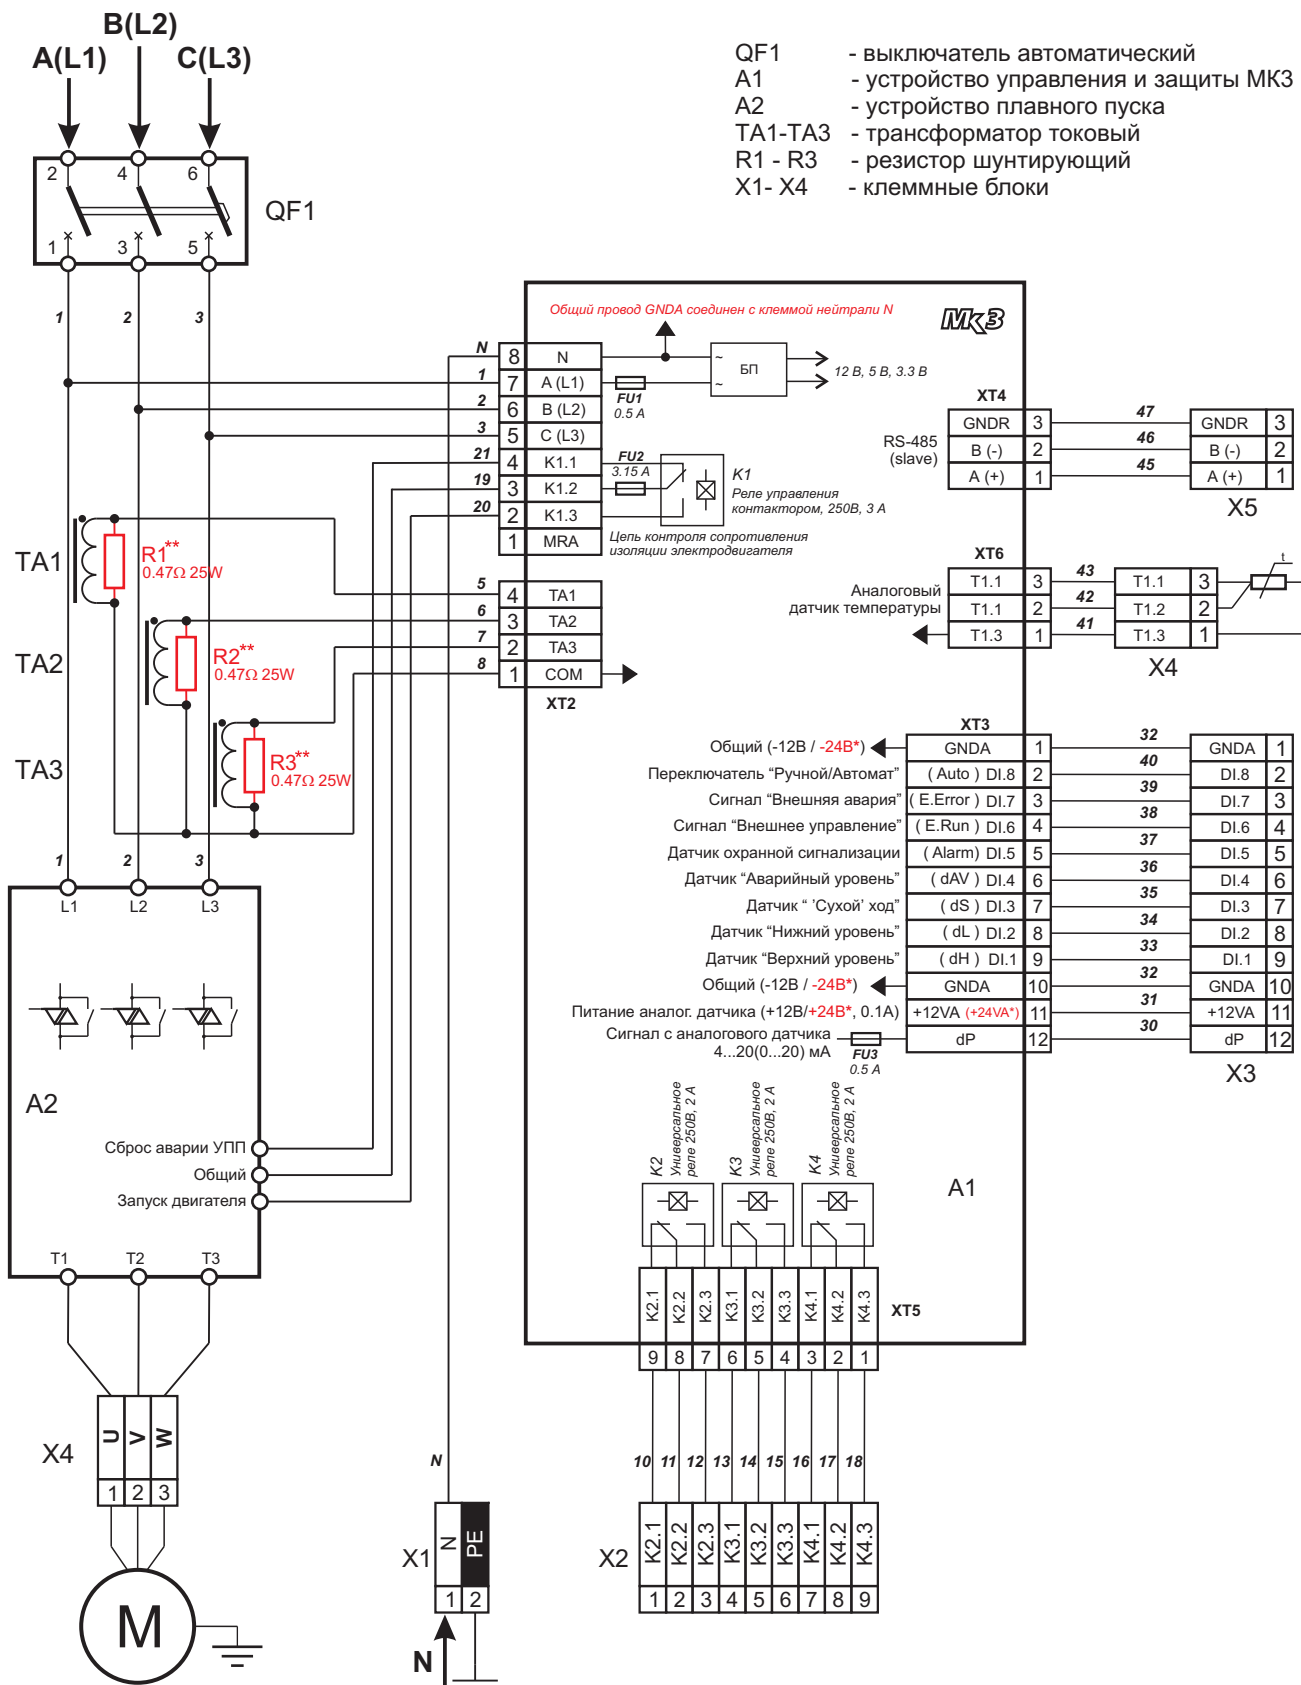 B(L2)
A(L1)
C(L3)
QF1 - выключатель автоматический
A1 - устройство управления и защиты МК3
A2 - устройство плавного пуска
TA1-TA3 - трансформатор токовый
R1 - R3 - резистор шунтирующий
X1- X4 - клеммные блоки
2 4 6
QF1
1 3 5
1 2 3
Общий провод GNDA соединен с клеммой нейтрали N
МК3
N 8 N
1 7 A (L1)
2 6 B (L2)
3 5 C (L3)
21 4 K1.1
19 3 K1.2
20 2 K1.3
1 MRA
~
~
БП
12 В, 5 В, 3.3 В
FU1
0.5 A
FU2
3.15 A
K1
Реле управления
контактором, 250В, 3 А
Цепь контроля сопротивления
изоляции электродвигателя
XT4
RS-485
(slave)
GNDR 3 47 GNDR 3
B (-) 2 46 B (-) 2
A (+) 1 45 A (+) 1
X5
XT6
Аналоговый
датчик температуры
T1.1 3 43 T1.1 3
T1.1 2 42 T1.2 2
T1.3 1 41 T1.3 1
t
X4
TA1
R1**
0.47Ω 25W
TA2
R2**
0.47Ω 25W
TA3
R3**
0.47Ω 25W
5 4 TA1
6 3 TA2
7 2 TA3
8 1 COM
XT2
XT3
Общий (-12В / -24В*) GNDA 1 32 GNDA 1
Переключатель “Ручной/Автомат” ( Auto ) DI.8 2 40 DI.8 2
Сигнал “Внешняя авария” ( E.Error ) DI.7 3 39 DI.7 3
Сигнал “Внешнее управление” ( E.Run ) DI.6 4 38 DI.6 4
Датчик охранной сигнализации ( Alarm) DI.5 5 37 DI.5 5
Датчик “Аварийный уровень” ( dAV ) DI.4 6 36 DI.4 6
Датчик “ 'Сухой' ход” ( dS ) DI.3 7 35 DI.3 7
Датчик “Нижний уровень” ( dL ) DI.2 8 34 DI.2 8
Датчик “Верхний уровень” ( dH ) DI.1 9 33 DI.1 9
Общий (-12В / -24В*) GNDA 10 32 GNDA 10
Питание аналог. датчика (+12В/+24В*, 0.1А) +12VA (+24VA*) 11 31 +12VA 11
Сигнал с аналогового датчика
4...20(0...20) мА
dP 12 30 dP 12
FU3
0.5 A
X3
1 2 3
L1 L2 L3
A2
Сброс аварии УПП
Общий
Запуск двигателя
T1 T2 T3
K2
Универсальное
реле 250В, 2 А
K3
Универсальное
реле 250В, 2 А
K4
Универсальное
реле 250В, 2 А
A1
K2.1 K2.2 K2.3 K3.1 K3.2 K3.3 K4.1 K4.2 K4.3
XT5
9 8 7 6 5 4 3 2 1
X4
U V W
1 2 3
M
N
X1
N PE
1 2
N
10 11 12 13 14 15 16 17 18
X2
K2.1 K2.2 K2.3 K3.1 K3.2 K3.3 K4.1 K4.2 K4.3
1 2 3 4 5 6 7 8 9